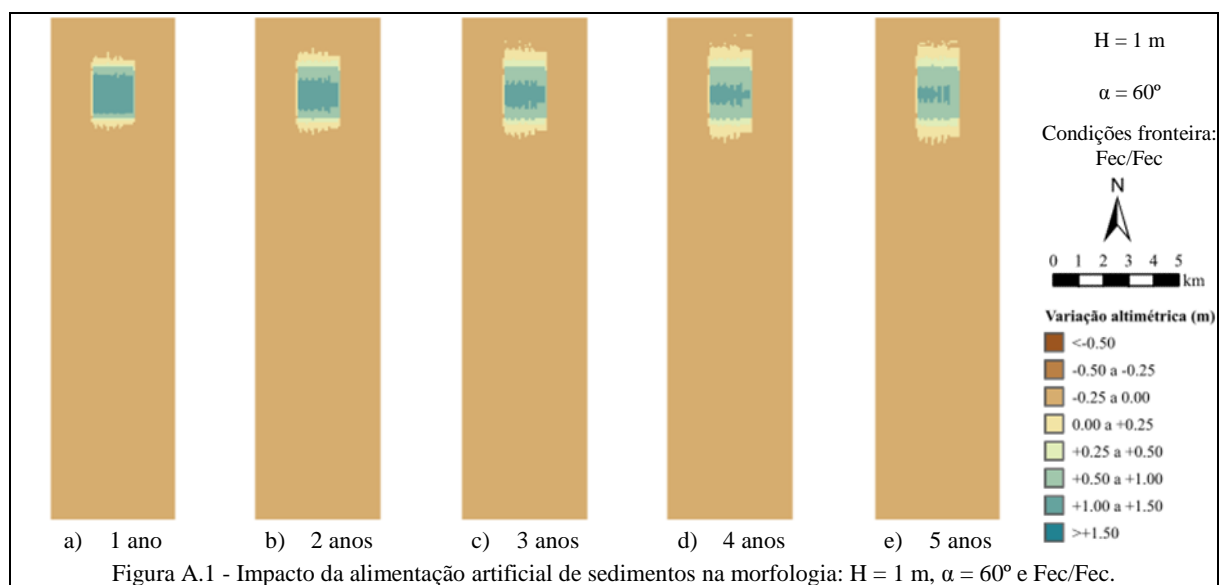 H = 1 m
α = 60º
Condições fronteira:
Fec/Fec
N
0 1 2 3 4 5
km
Variação altimétrica (m)
<-0.50
-0.50 a -0.25
-0.25 a 0.00
0.00 a +0.25
+0.25 a +0.50
+0.50 a +1.00
+1.00 a +1.50
>+1.50
a) 1 ano b) 2 anos c) 3 anos d) 4 anos e) 5 anos
Figura A.1 - Impacto da alimentação artificial de sedimentos na morfologia: H = 1 m, α = 60º e Fec/Fec.